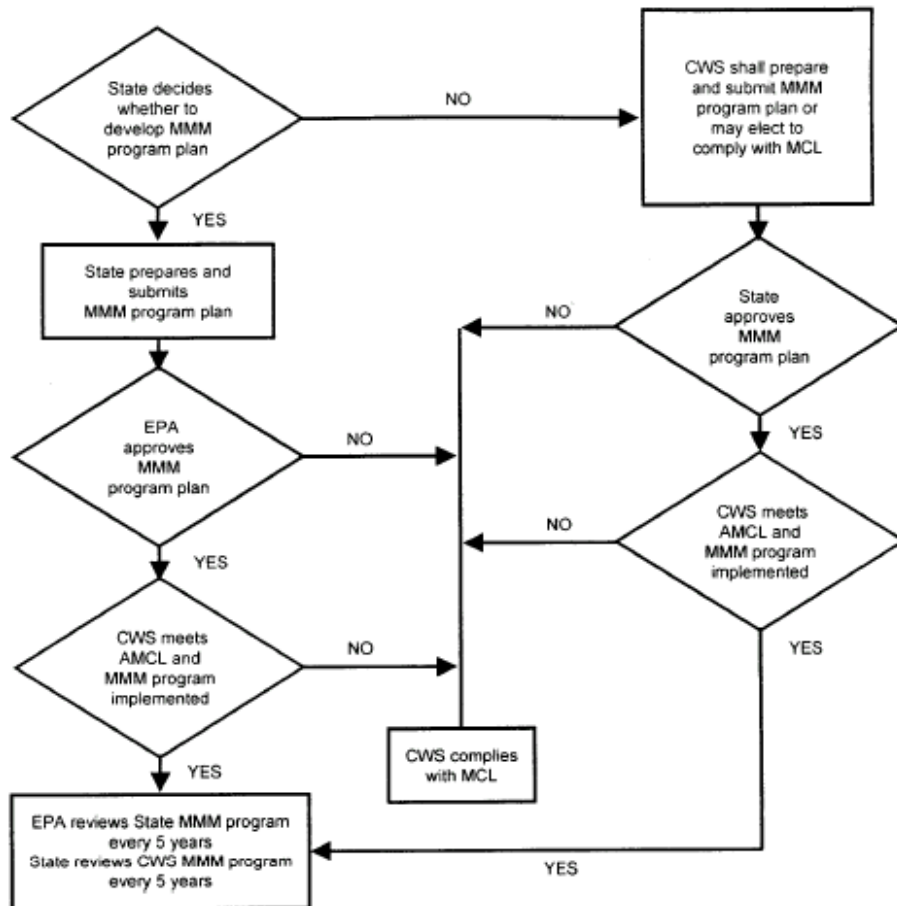 State decides
whether to
develop MMM
program plan
NO
CWS shall prepare
and submit MMM
program plan or
may elect to
comply with MCL
YES
State prepares and
submits
MMM program plan
NO
State
approves
MMM
program plan
EPA
approves
MMM
program plan
NO
YES
YES
NO
CWS meets
AMCL and
MMM program
implemented
CWS meets
AMCL and
MMM program
implemented
NO
YES
CWS complies
with MCL
YES
EPA reviews State MMM program
every 5 years
State reviews CWS MMM program
every 5 years
YES